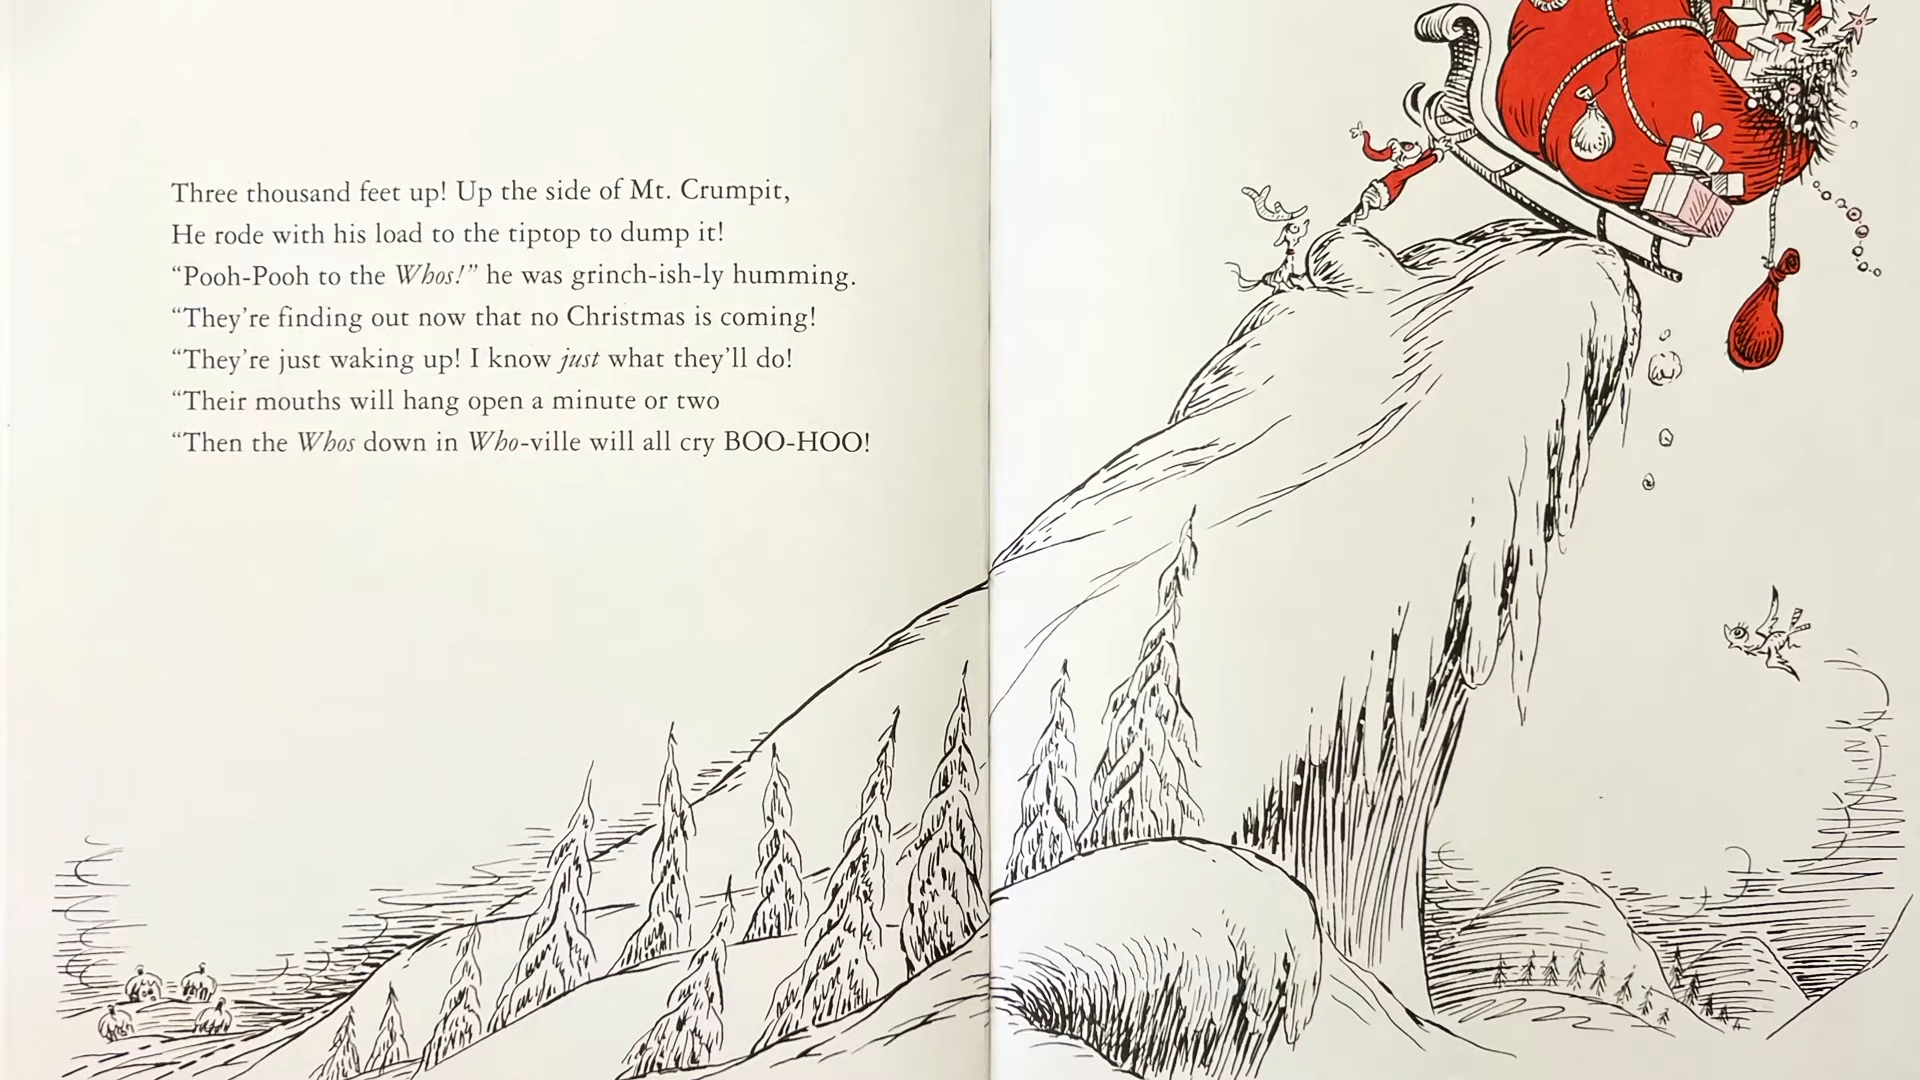 Three thousand feet up! Up the side of Mt. Crumpit,
He rode with his load to the tiptop to dump it!
“Pooh-Pooh to the Whos!” he was grinch-ish-ly humming.
“They’re finding out now that no Christmas is coming!
“They’re just waking up! I know just what they’ll do!
“Their mouths will hang open a minute or two
“Then the Whos down in Who-ville will all cry BOO-HOO!